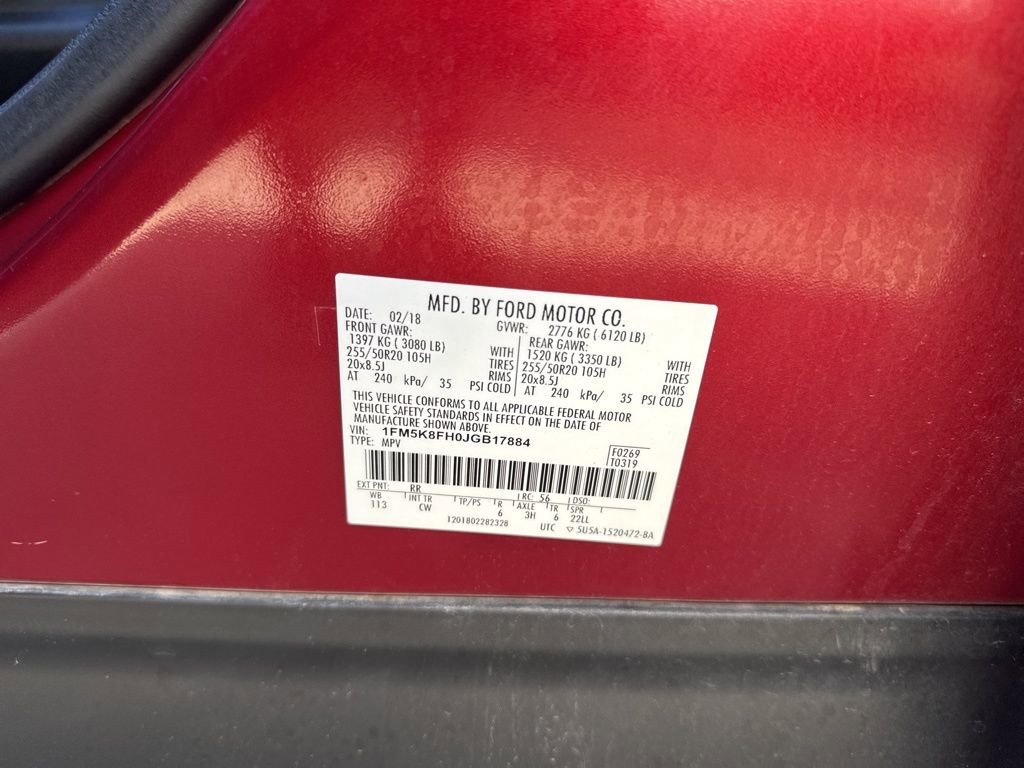 MFD. BY FORD MOTOR CO.
DATE: 02/18 GVWR: 2776 KG ( 6120 LB)
FRONT GAWR: REAR GAWR:
1397 KG ( 3080 LB) WITH 1520 KG ( 3350 LB) WITH
255/50R20 105H TIRES 255/50R20 105H TIRES
20x8.5J RIMS 20x8.5J RIMS
AT 240 kPa/ 35 PSI COLD AT 240 kPa/ 35 PSI COLD
THIS VEHICLE CONFORMS TO ALL APPLICABLE FEDERAL MOTOR
VEHICLE SAFETY STANDARDS IN EFFECT ON THE DATE OF
MANUFACTURE SHOWN ABOVE.
VIN: 1FM5K8FH0JGB17884
TYPE: MPV
F0269
T0319
EXT PNT: RR RC: 56 DSO:
WB INT TR TP/PS R AXLE TR SPR
113 CW 6 3H 6 22LL
1201802282328 UTC ▽ 5U5A-1520472-BA